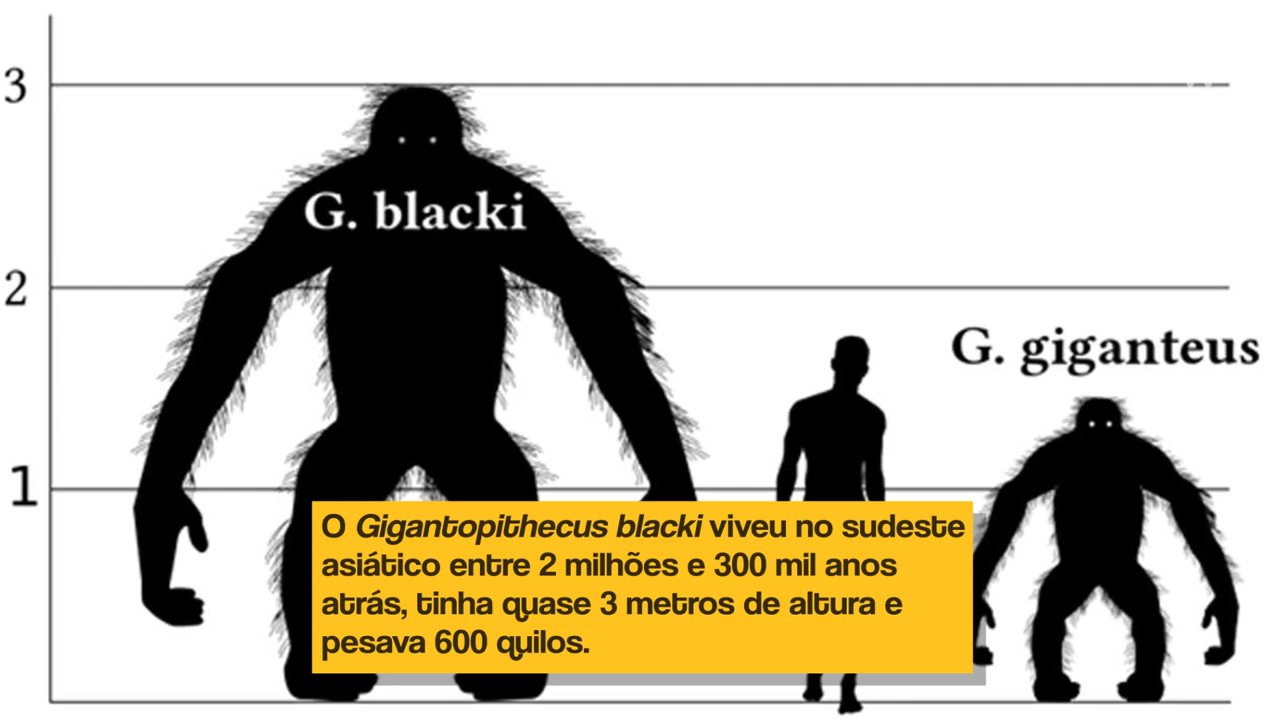 3
G. blacki
2
G. giganteus
1
O Gigantopithecus blacki viveu no sudeste
asiático entre 2 milhões e 300 mil anos
atrás, tinha quase 3 metros de altura e
pesava 600 quilos.